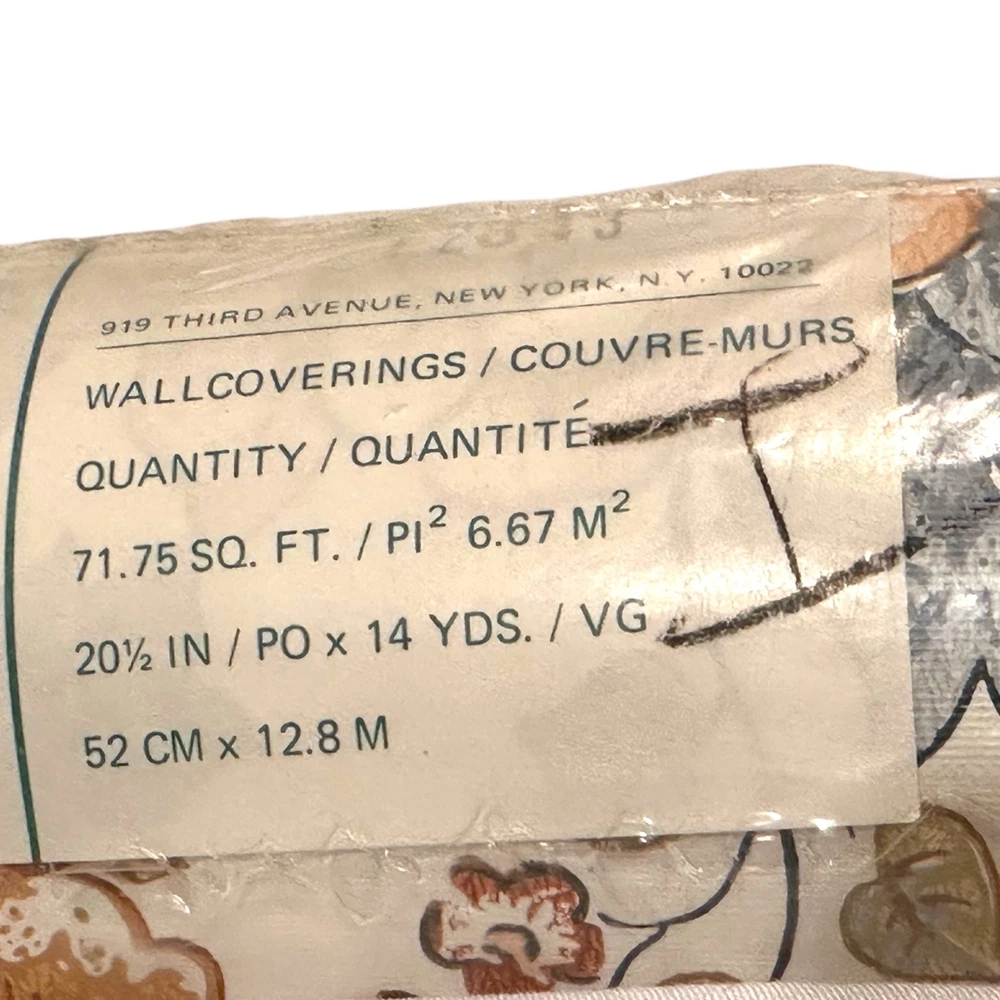 919 THIRD AVENUE, NEW YORK, N.Y. 10022
WALLCOVERINGS / COUVRE-MURS
QUANTITY / QUANTITÉ
71.75 SQ. FT. / PI² 6.67 M²
20½ IN / PO x 14 YDS. / VG
52 CM x 12.8 M